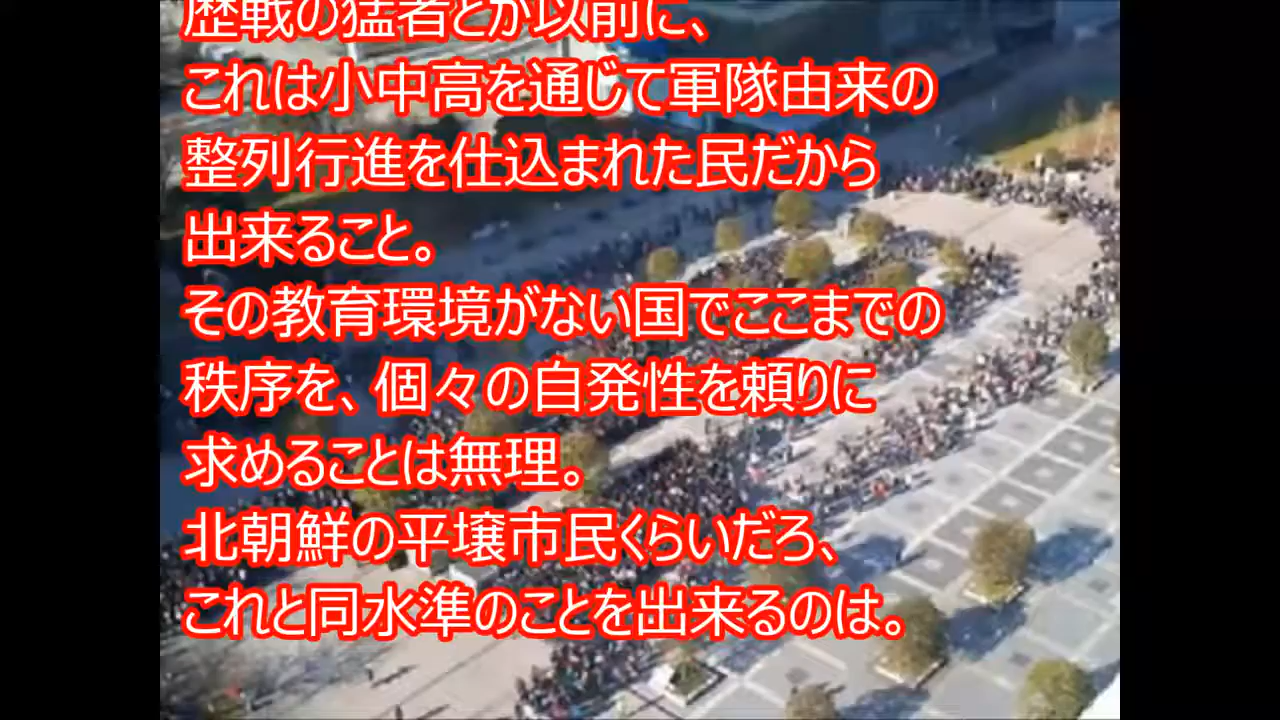 歴戦の猛者とか以前に、
これは小中高を通じて軍隊由来の
整列行進を仕込まれた民だから
出来ること。
その教育環境がない国でここまでの
秩序を、個々の自発性を頼りに
求めることは無理。
北朝鮮の平壌市民くらいだろ、
これと同水準のことを出来るのは。